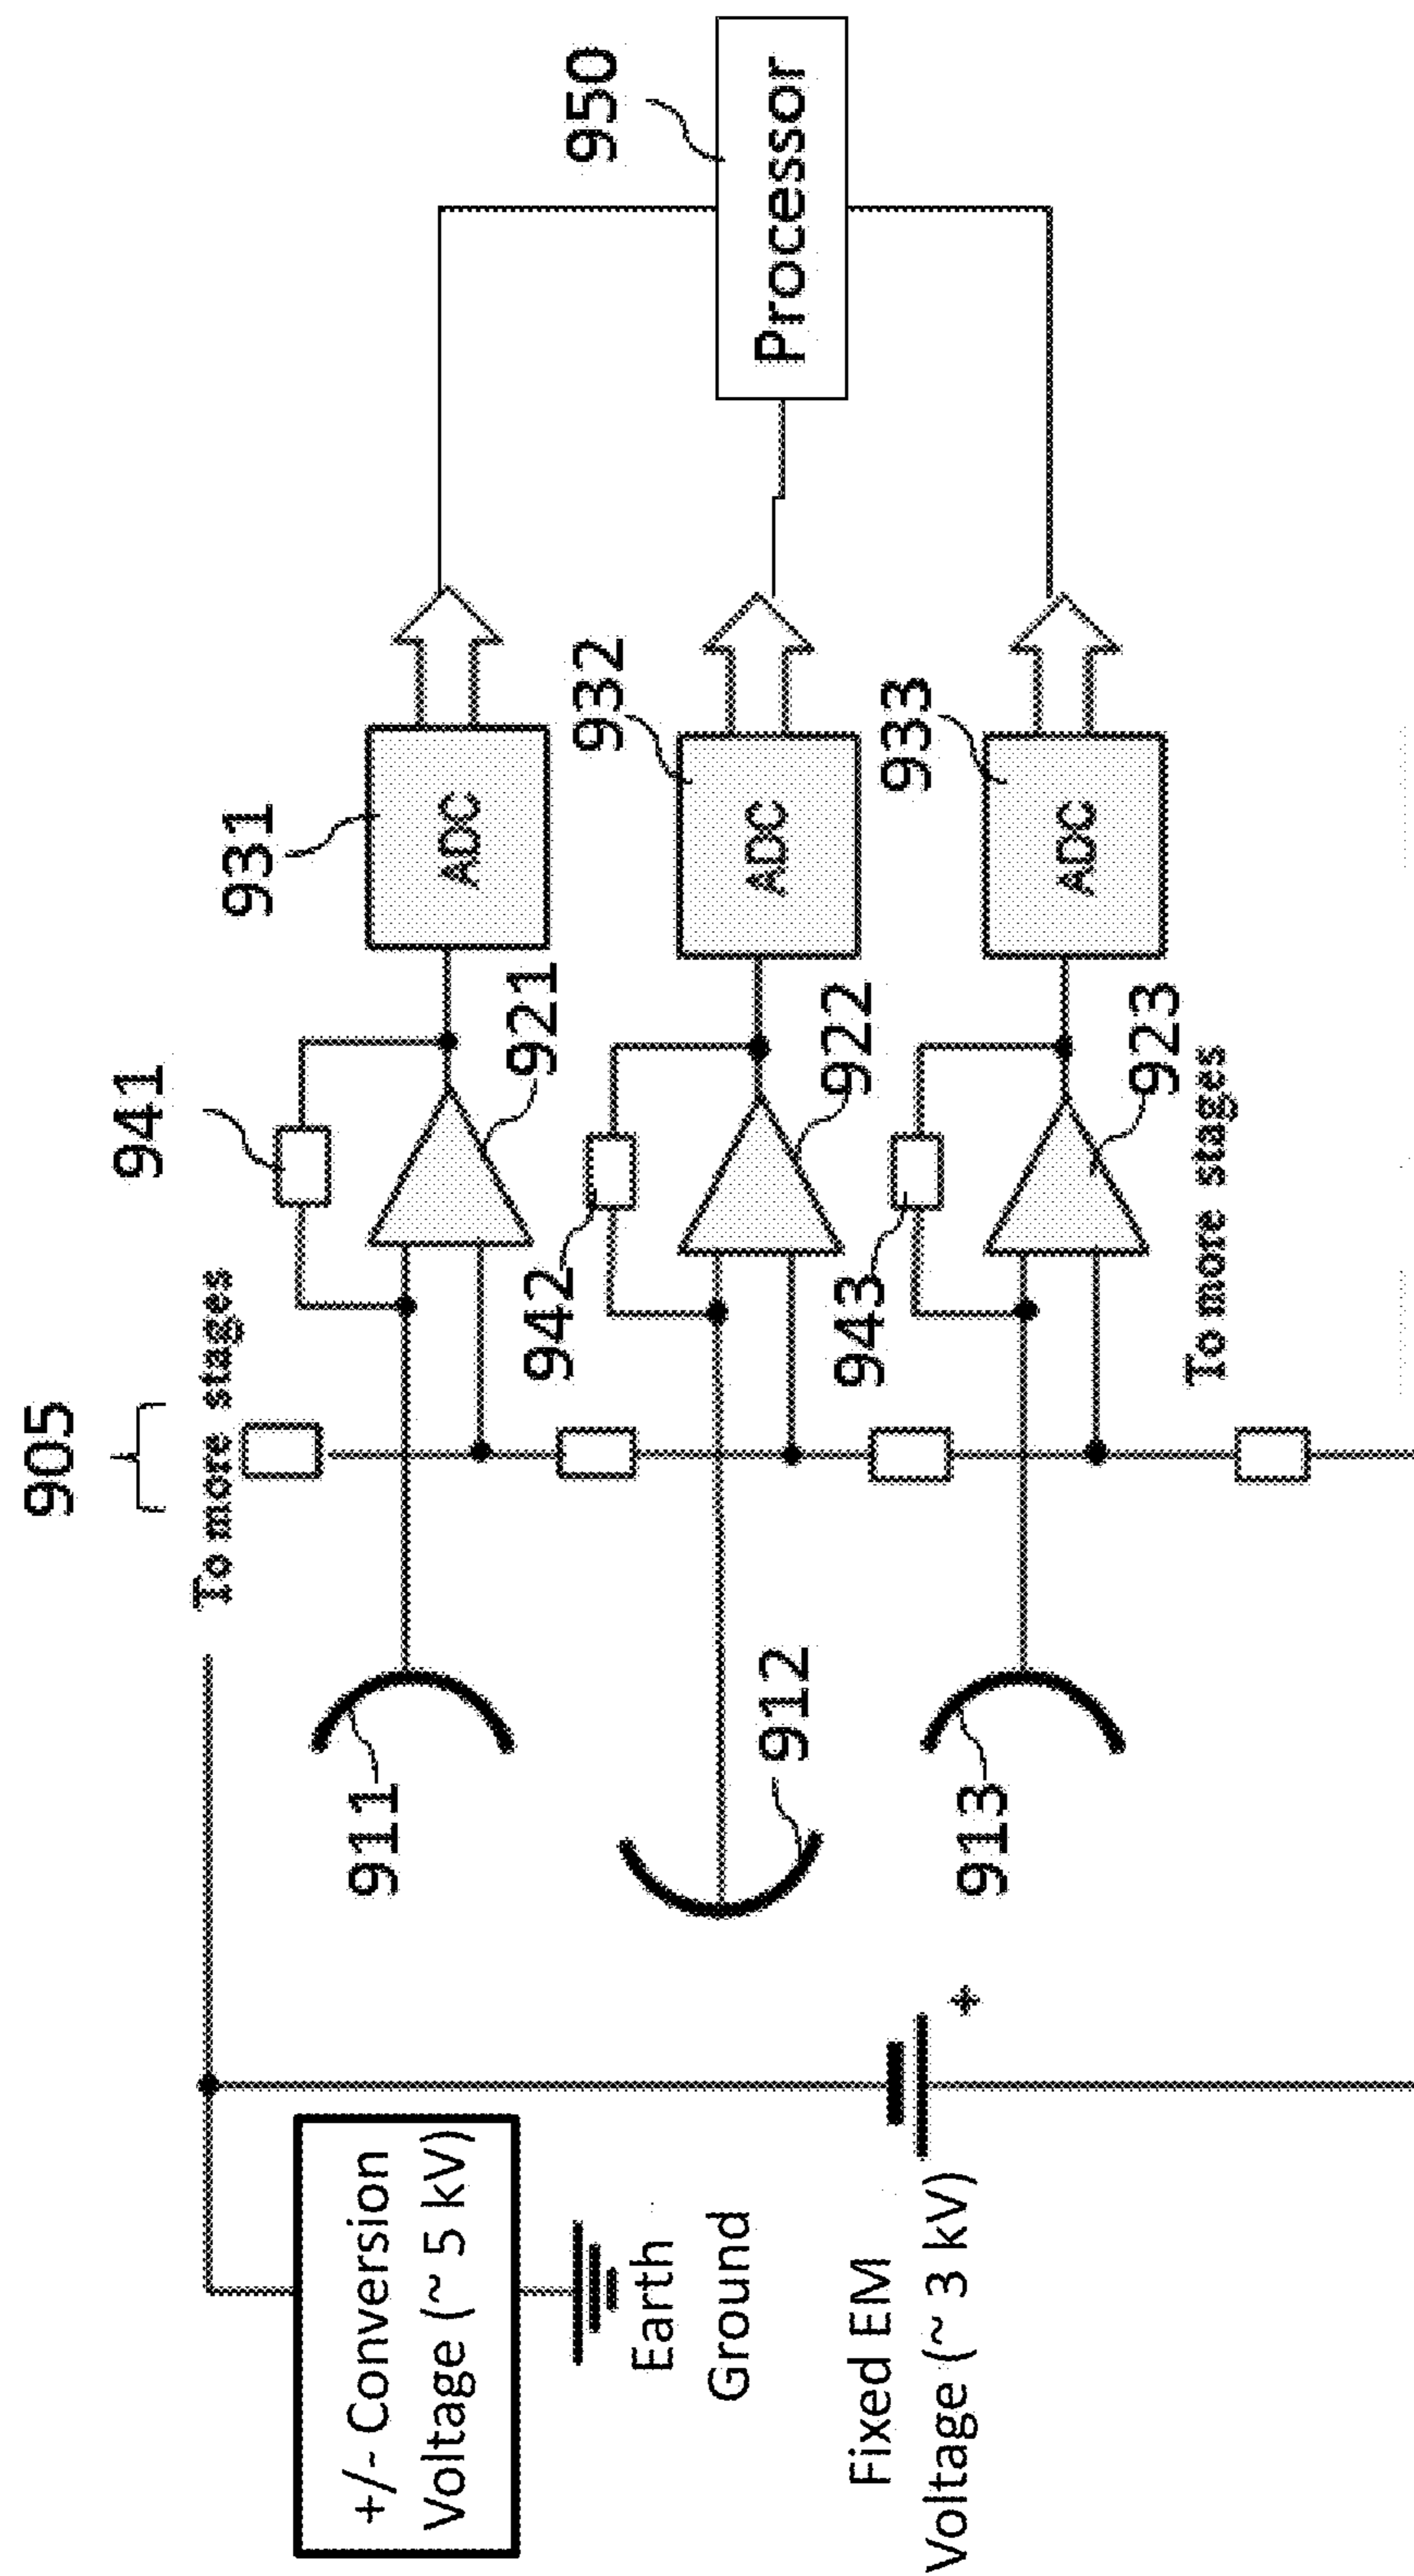 905
To more stages
941
931
950
Processor
ADC
921
911
942
932
ADC
922
912
943
933
ADC
923
913
To more stages
+/- Conversion
Voltage (~ 5 kV)
Earth
Ground
Fixed EM
Voltage (~ 3 kV)
+